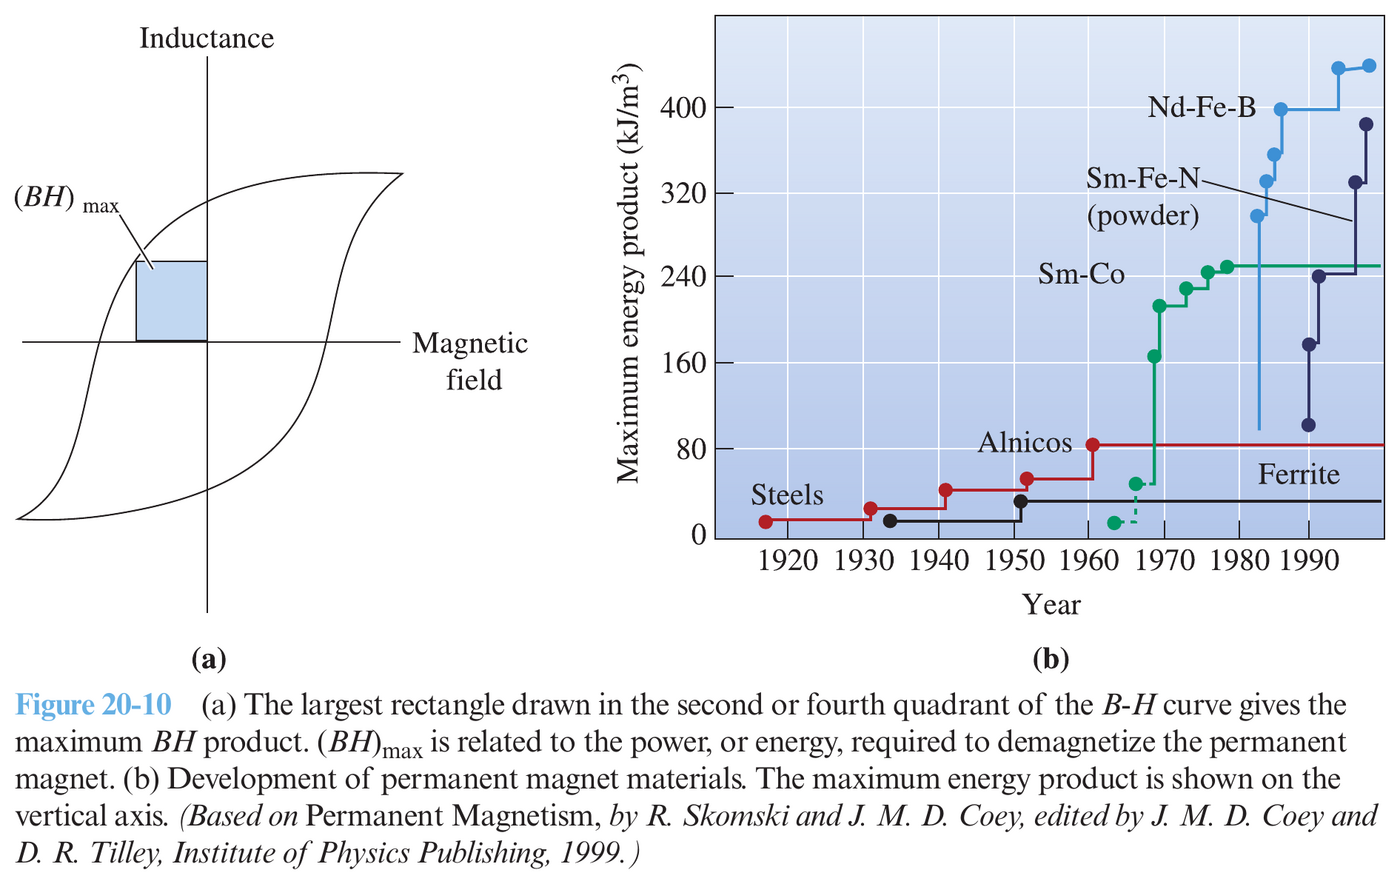 Inductance
(BH) max
Magnetic
field
(a)
Maximum energy product (kJ/m³)
400
320
240
160
80
0
Nd-Fe-B
Sm-Fe-N
(powder)
Sm-Co
Alnicos
Steels
Ferrite
1920 1930 1940 1950 1960 1970 1980 1990
Year
(b)
Figure 20-10 (a) The largest rectangle drawn in the second or fourth quadrant of the B-H curve gives the
maximum BH product. (BH)max is related to the power, or energy, required to demagnetize the permanent
magnet. (b) Development of permanent magnet materials. The maximum energy product is shown on the
vertical axis. (Based on Permanent Magnetism, by R. Skomski and J. M. D. Coey, edited by J. M. D. Coey and
D. R. Tilley, Institute of Physics Publishing, 1999.)